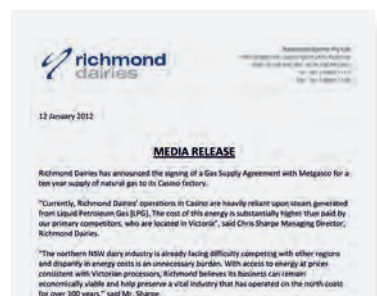 richmond
dairies
12 January 2012
MEDIA RELEASE
Richmond Dairies has announced the signing of a Gas Supply Agreement with Metgasco for a
ten year supply of natural gas to its Casino factory.
"Currently, Richmond Dairies' operations in Casino are heavily reliant upon steam generated
from Liquid Petroleum Gas [LPG]. The cost of this energy is substantially higher than paid by
our primary competitors, who are located in Victoria", said Chris Sharpe Managing Director,
Richmond Dairies.
"The northern NSW dairy industry is already facing difficulty competing with other regions
and disparity in energy costs is an unnecessary burden. With access to energy at prices
consistent with Victorian processors, Richmond believes its business can remain
economically viable and help preserve a vital industry that has operated on the north coast
for over 100 years." said Mr. Sharpe.